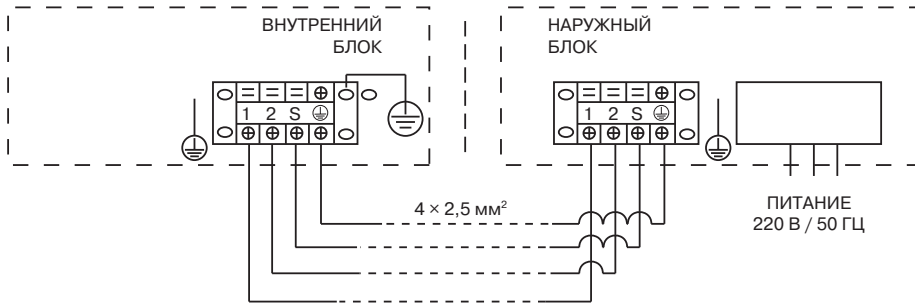 ВНУТРЕННИЙ
БЛОК
НАРУЖНЫЙ
БЛОК
1 2 S
1 2 S
4 × 2,5 мм²
ПИТАНИЕ
220 В / 50 ГЦ